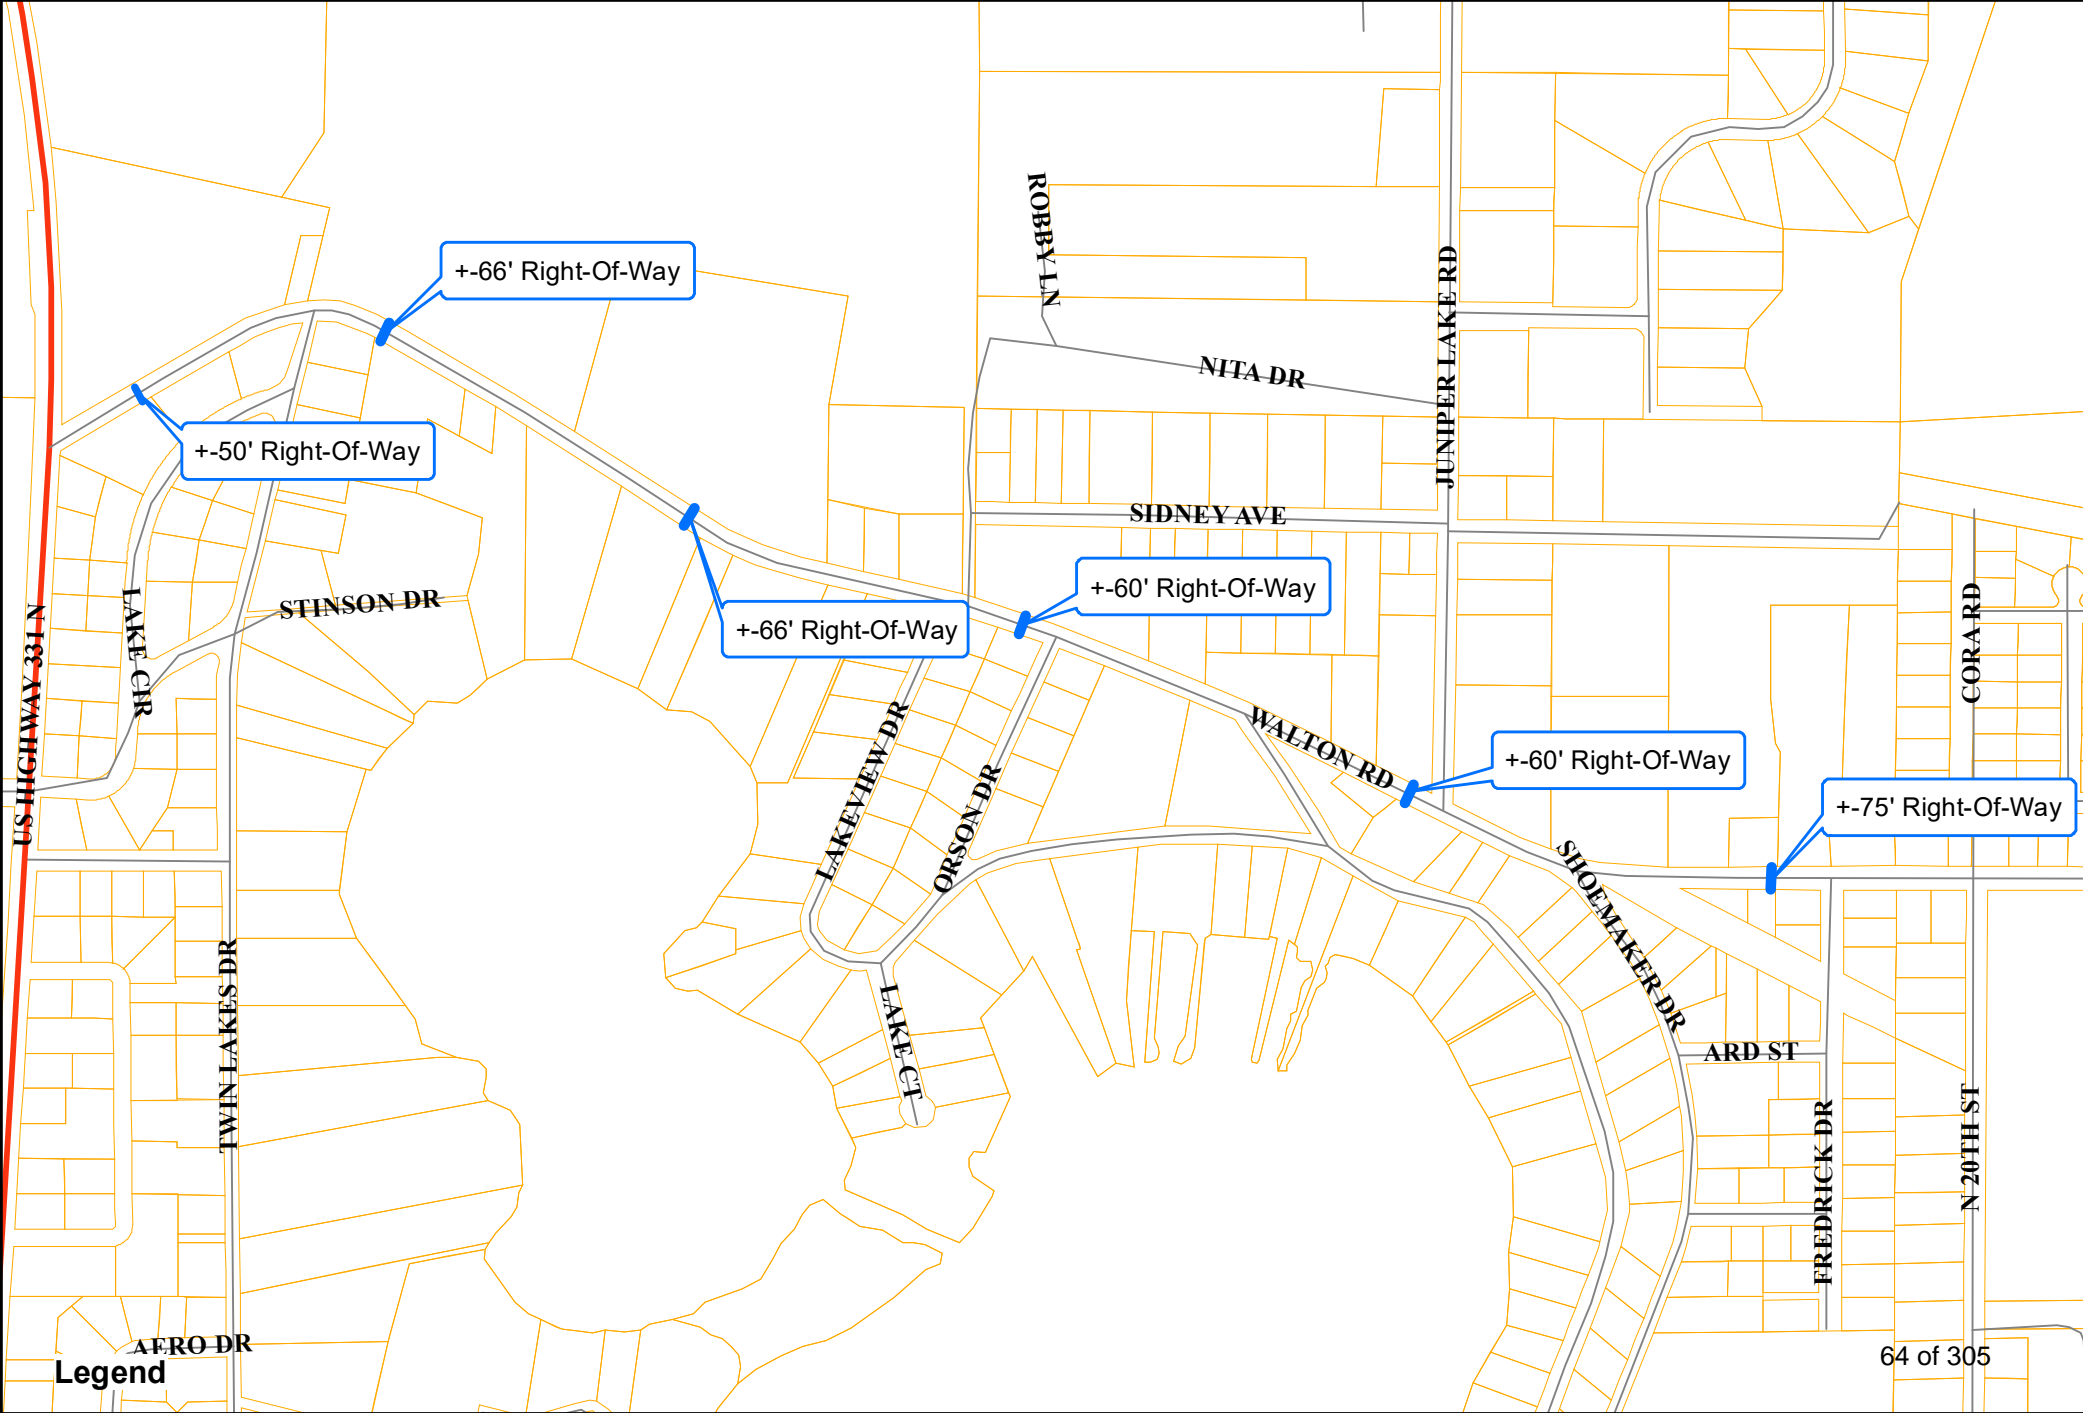 ROBBY LN
+-66' Right-Of-Way
JUNIPER LAKE RD
NITA DR
+-50' Right-Of-Way
SIDNEY AVE
+-60' Right-Of-Way
STINSON DR
LAKE CIR
+-66' Right-Of-Way
CORA RD
US HIGHWAY 331 N
WALTON RD
LAKEVIEW DR
ORSON DR
+-60' Right-Of-Way
+-75' Right-Of-Way
SHOEMAKER DR
TWIN LAKES DR
LAKE CT
ARD ST
FREDRICK DR
N 20TH ST
AERO DR
64 of 305
Legend